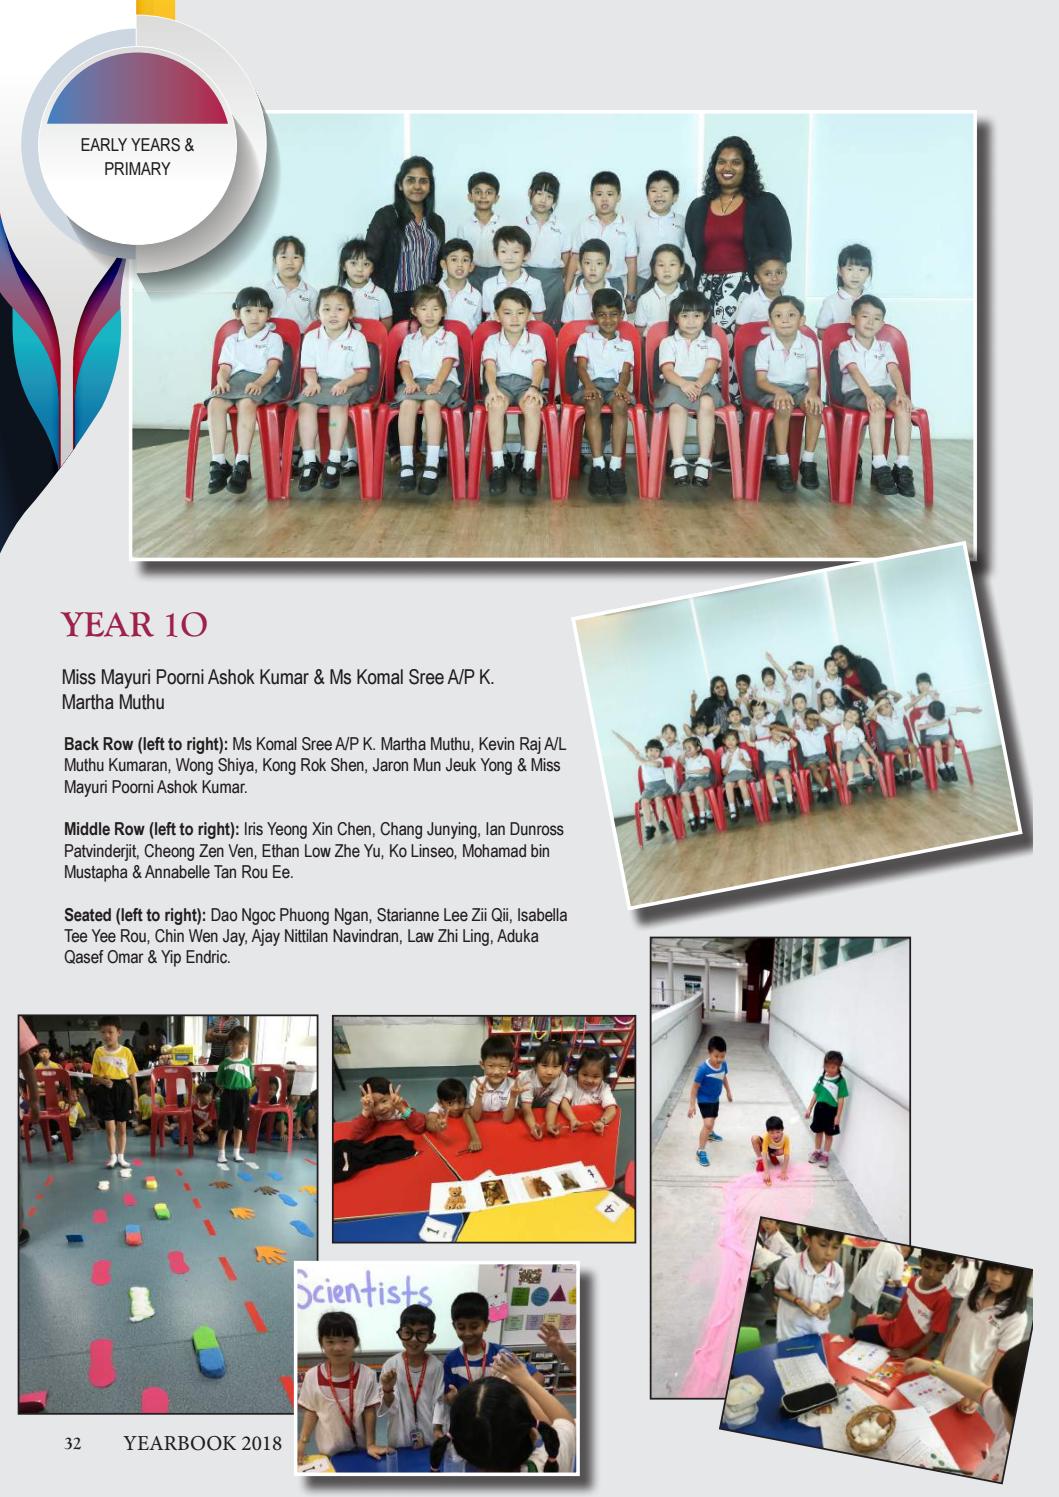 EARLY YEARS &
PRIMARY
YEAR 1O
Miss Mayuri Poorni Ashok Kumar & Ms Komal Sree A/P K.
Martha Muthu
Back Row (left to right): Ms Komal Sree A/P K. Martha Muthu, Kevin Raj A/L
Muthu Kumaran, Wong Shiya, Kong Rok Shen, Jaron Mun Jeuk Yong & Miss
Mayuri Poorni Ashok Kumar.
Middle Row (left to right): Iris Yeong Xin Chen, Chang Junying, Ian Dunross
Patvinderjit, Cheong Zen Ven, Ethan Low Zhe Yu, Ko Linseo, Mohamad bin
Mustapha & Annabelle Tan Rou Ee.
Seated (left to right): Dao Ngoc Phuong Ngan, Starianne Lee Zii Qii, Isabella
Tee Yee Rou, Chin Wen Jay, Ajay Nittilan Navindran, Law Zhi Ling, Aduka
Qasef Omar & Yip Endric.
1
4
Scientists
32 YEARBOOK 2018